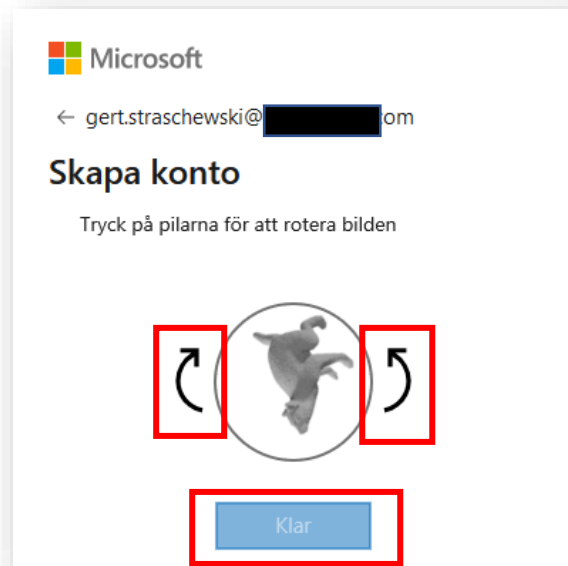 Microsoft
← gert.straschewski@ om
Skapa konto
Tryck på pilarna för att rotera bilden
Klar